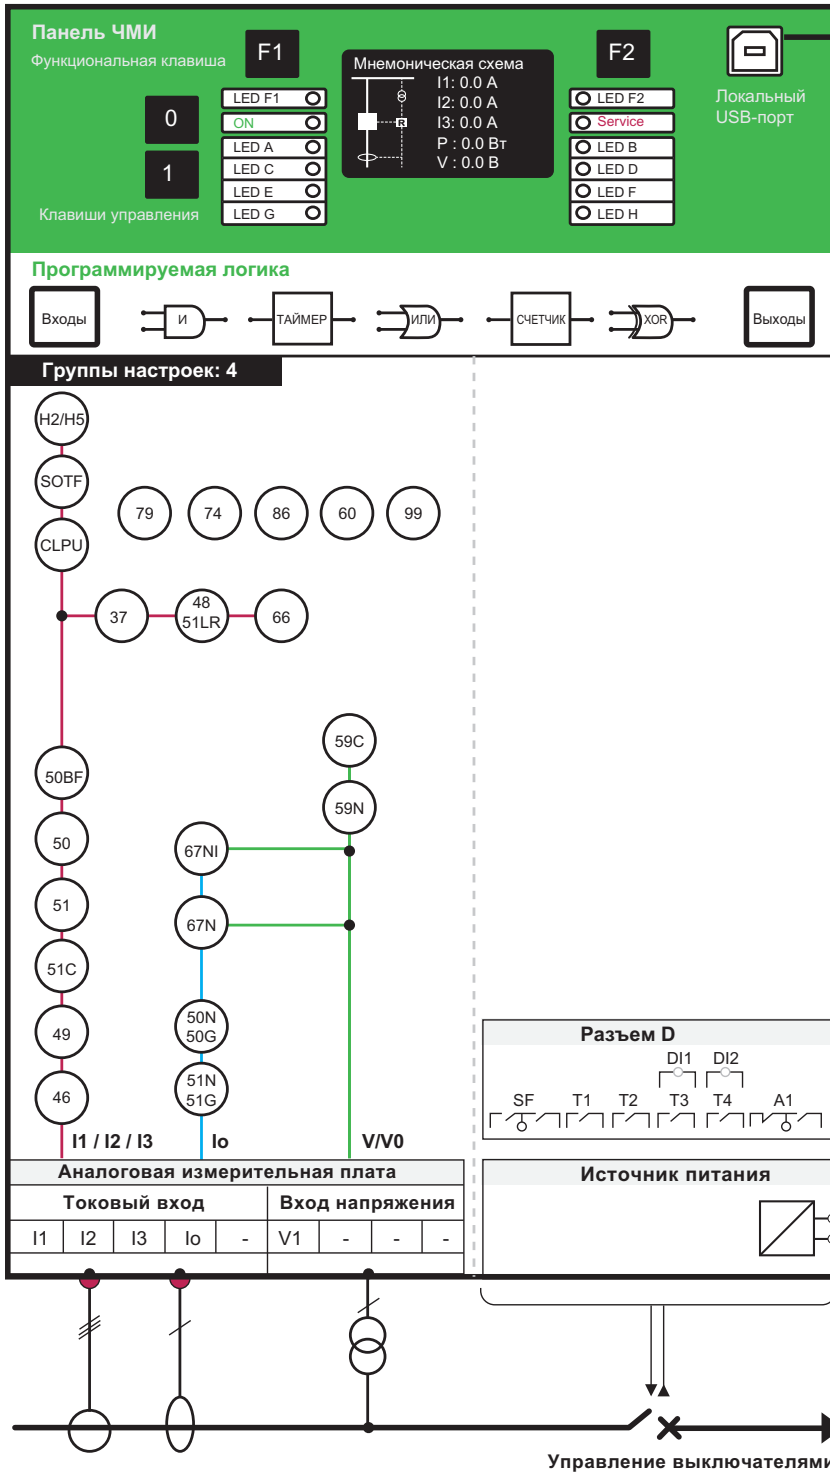 Панель ЧМИ
Функциональная клавиша
F1
F2
Мнемоническая схема
I1: 0.0 А
I2: 0.0 А
I3: 0.0 А
P : 0.0 Вт
V : 0.0 В
R
Локальный
USB-порт
0
1
Клавиши управления
LED F1
ON
LED A
LED C
LED E
LED G
LED F2
Service
LED B
LED D
LED F
LED H
Программируемая логика
Входы
И
ТАЙМЕР
ИЛИ
СЧЕТЧИК
XOR
Выходы
Группы настроек: 4
H2/H5
SOTF
CLPU
79
74
86
60
99
37
48
51LR
66
59C
59N
50BF
50
51
51C
49
46
67NI
67N
50N
50G
51N
51G
I1 / I2 / I3
Io
V/V0
Разъем D
DI1
DI2
SF
T1
T2
T3
T4
A1
Аналоговая измерительная плата
Токовый вход
Вход напряжения
I1
I2
I3
Io
-
V1
-
-
-
Источник питания
Управление выключателями